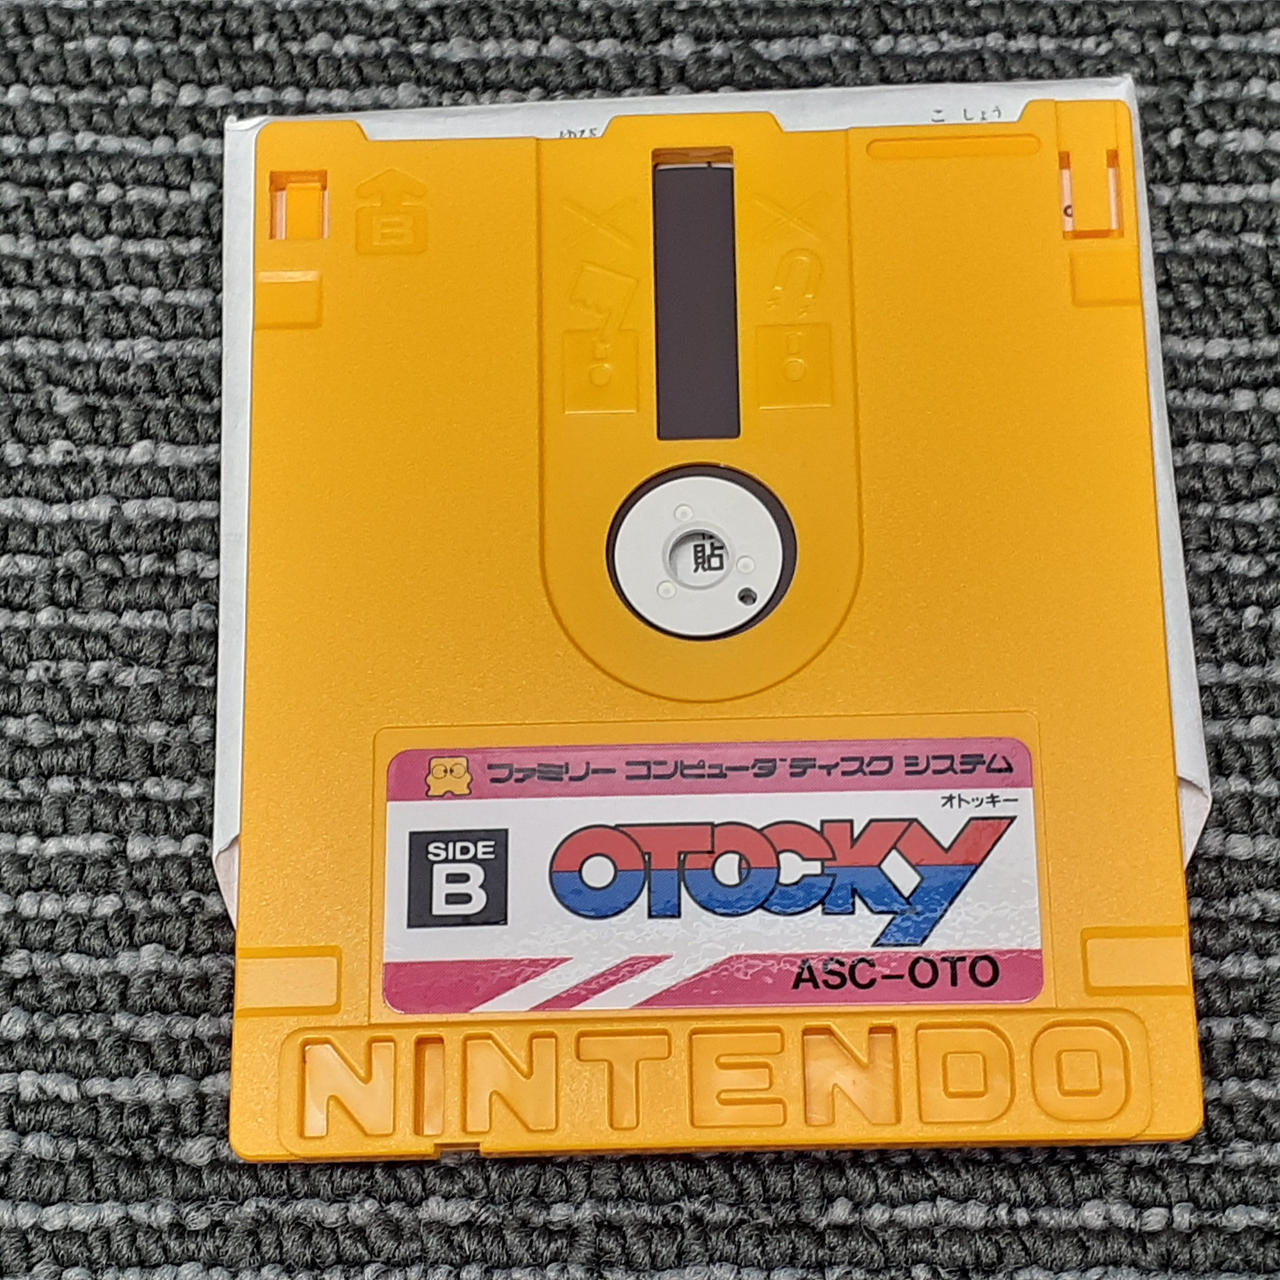 こしょう
B
貼
ファミリー コンピュータ ディスク システム
オトッキー
SIDE
B
OTOCKY
ASC-OTO
NINTENDO